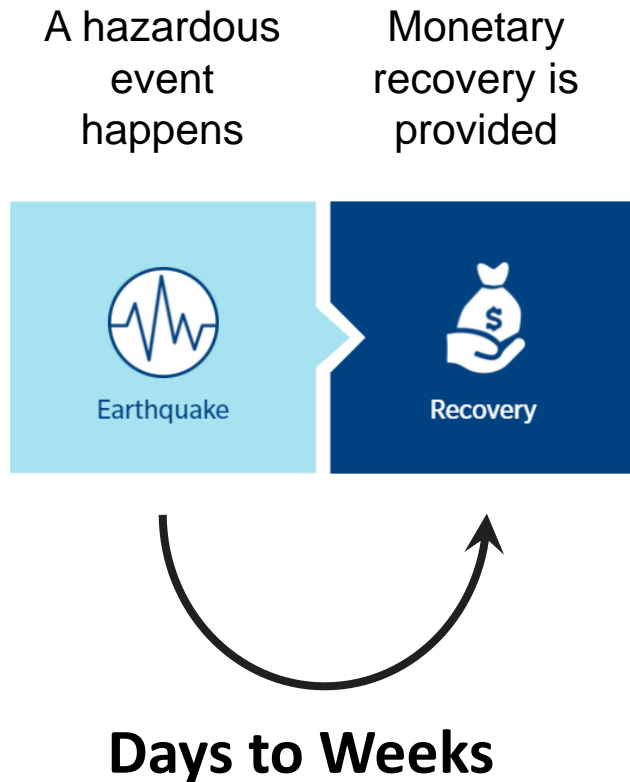 A hazardous
event
happens
Monetary
recovery is
provided
Earthquake
$
Recovery
Days to Weeks